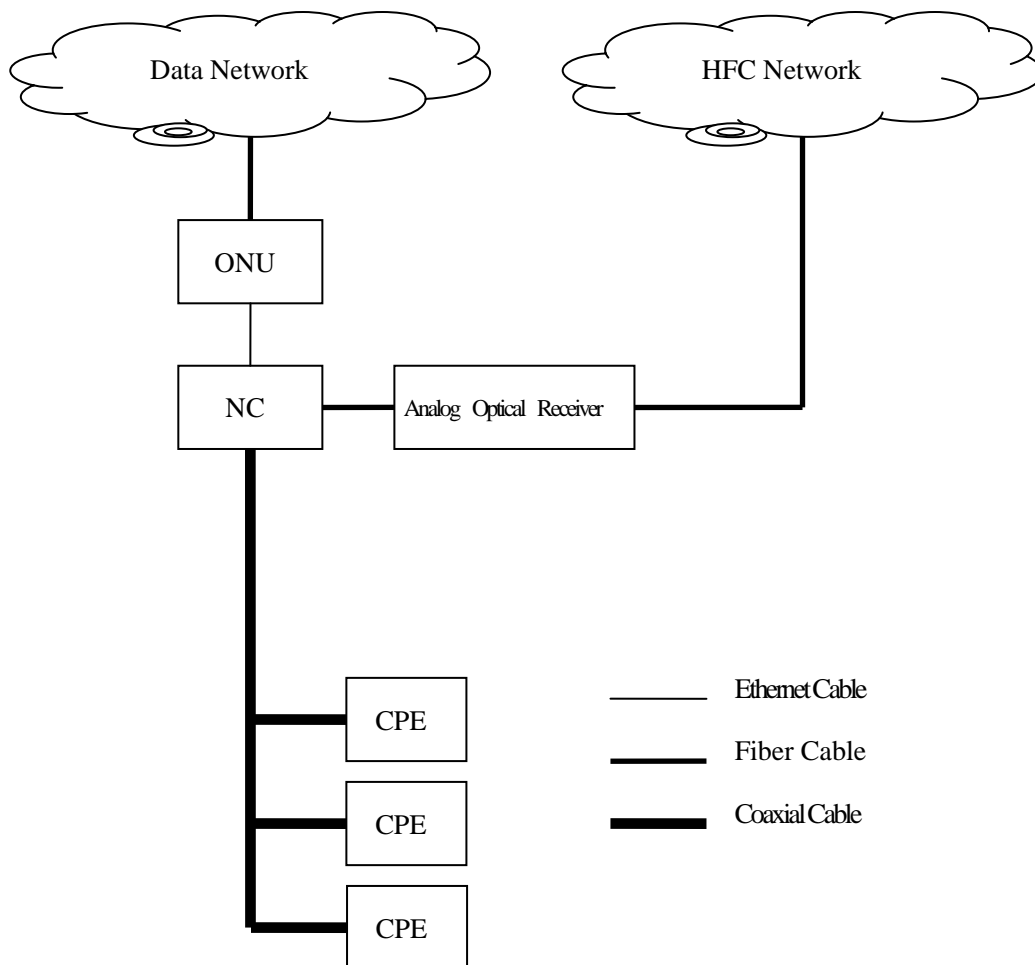 Data Network
HFC Network
ONU
NC
Analog Optical Receiver
CPE
Ethernet Cable
Fiber Cable
CPE
Coaxial Cable
CPE